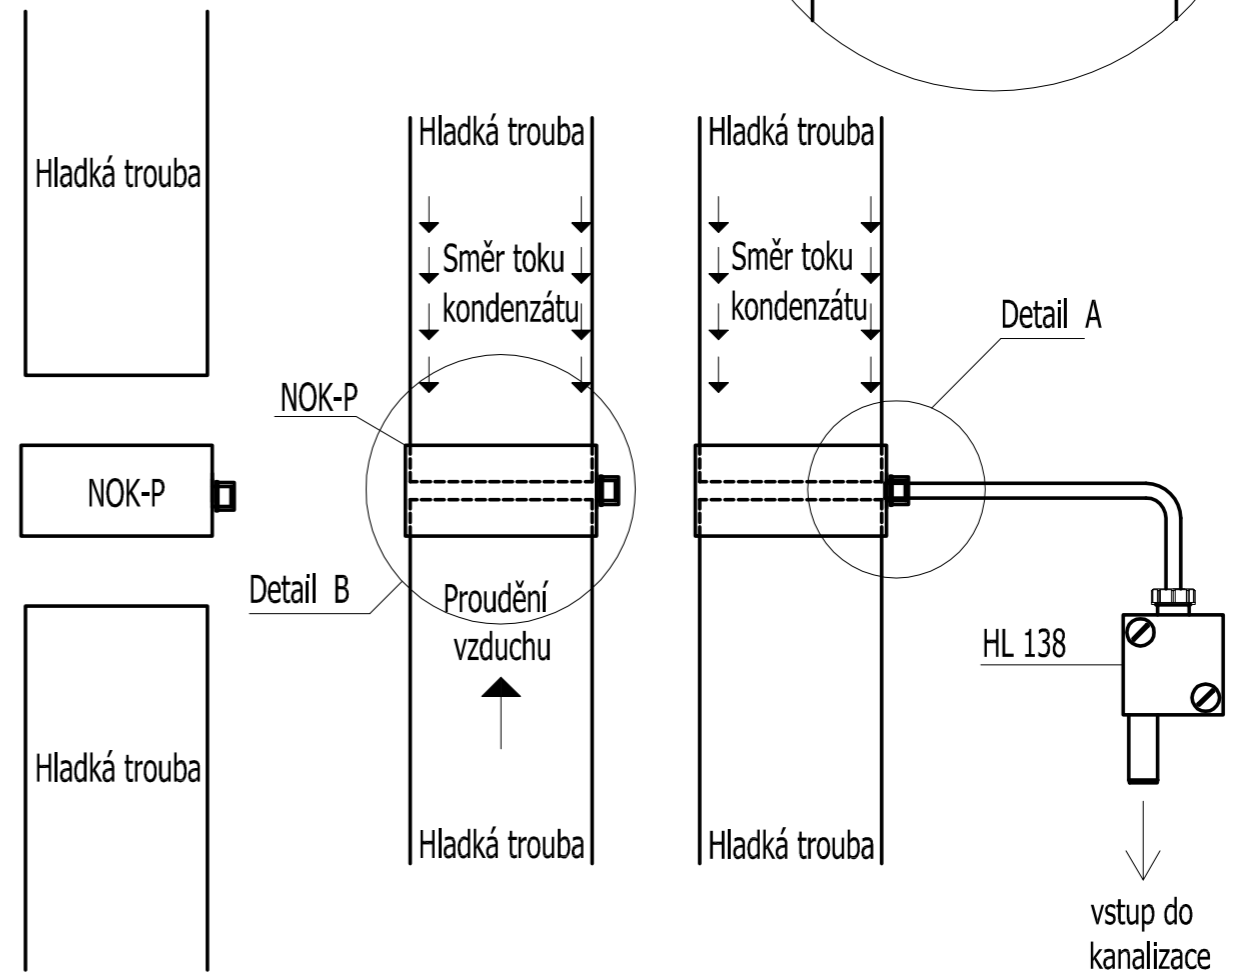 Hladká trouba
NOK-P
Hladká trouba
Hladká trouba
Směr toku
kondenzátu
NOK-P
Detail B
Proudění
vzduchu
Hladká trouba
Hladká trouba
Směr toku
kondenzátu
Detail A
HL 138
Hladká trouba
vstup do
kanalizace